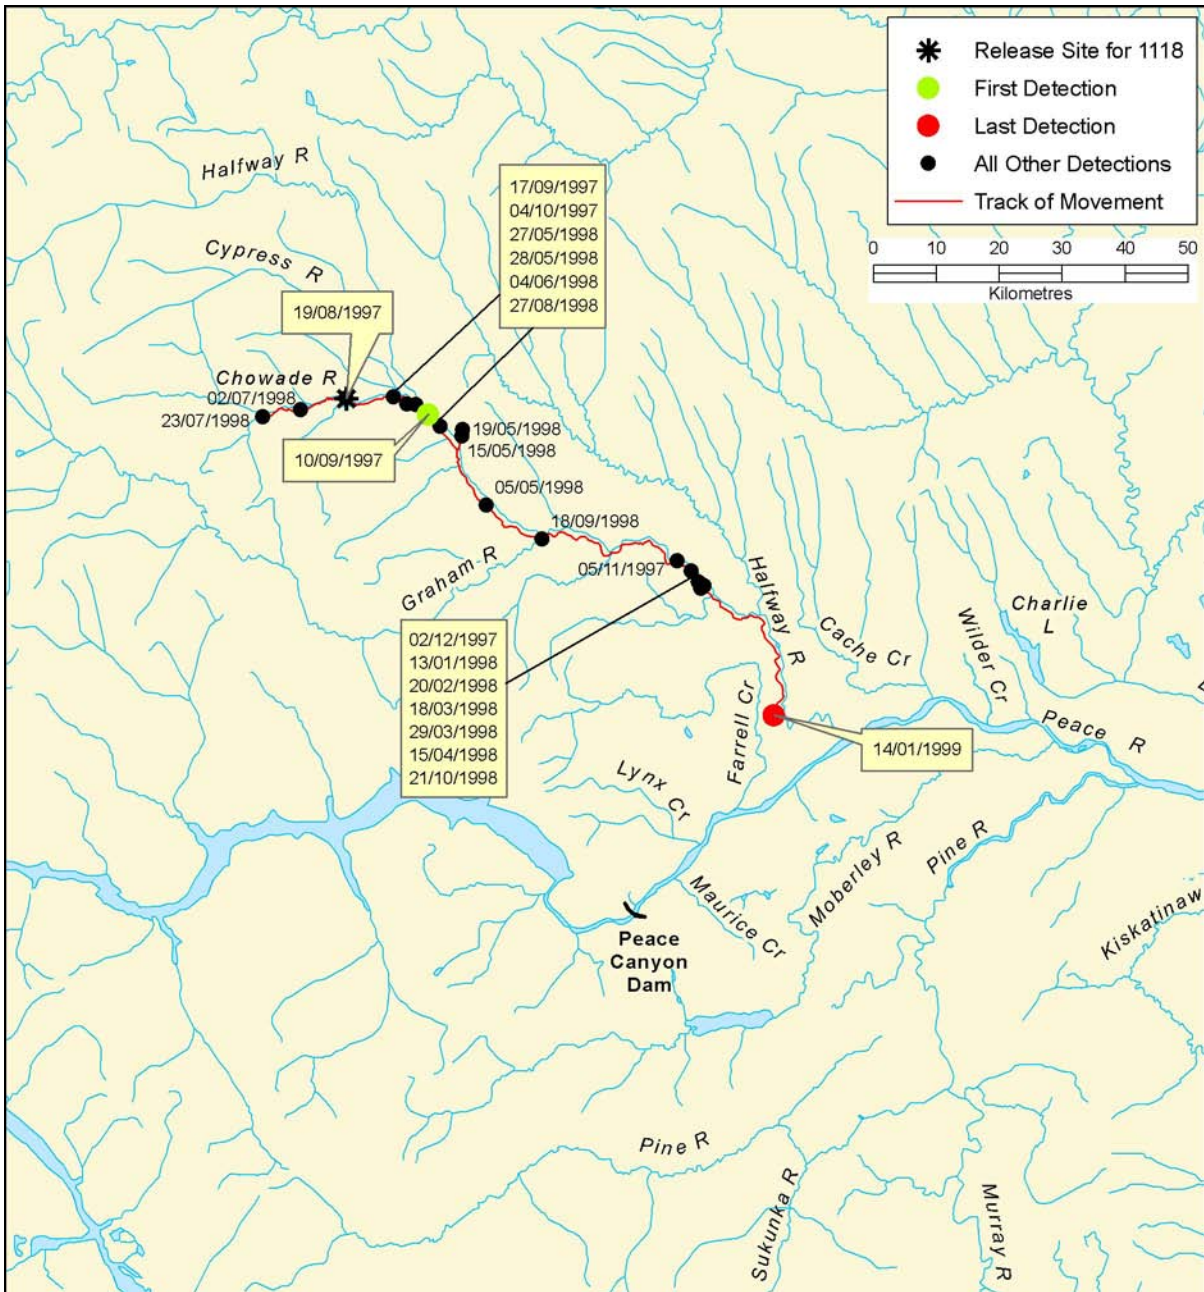 Release Site for 1118
First Detection
Last Detection
All Other Detections
Track of Movement
0 10 20 30 40 50
Kilometres
Halfway R
17/09/1997
04/10/1997
27/05/1998
28/05/1998
04/06/1998
27/08/1998
Cypress R
19/08/1997
Chowade R
02/07/1998
23/07/1998
10/09/1997
19/05/1998
15/05/1998
05/05/1998
18/09/1998
05/11/1997
Graham R
Halfway R
02/12/1997
13/01/1998
20/02/1998
18/03/1998
29/03/1998
15/04/1998
21/10/1998
Cache Cr
Wilder Cr
Charlie
L
Farrell Cr
Peace R
14/01/1999
Lynx Cr
Moberley R
Pine R
Maurice Cr
Kiskatinaw
Peace
Canyon
Dam
Pine R
Sukunka R
Murray R